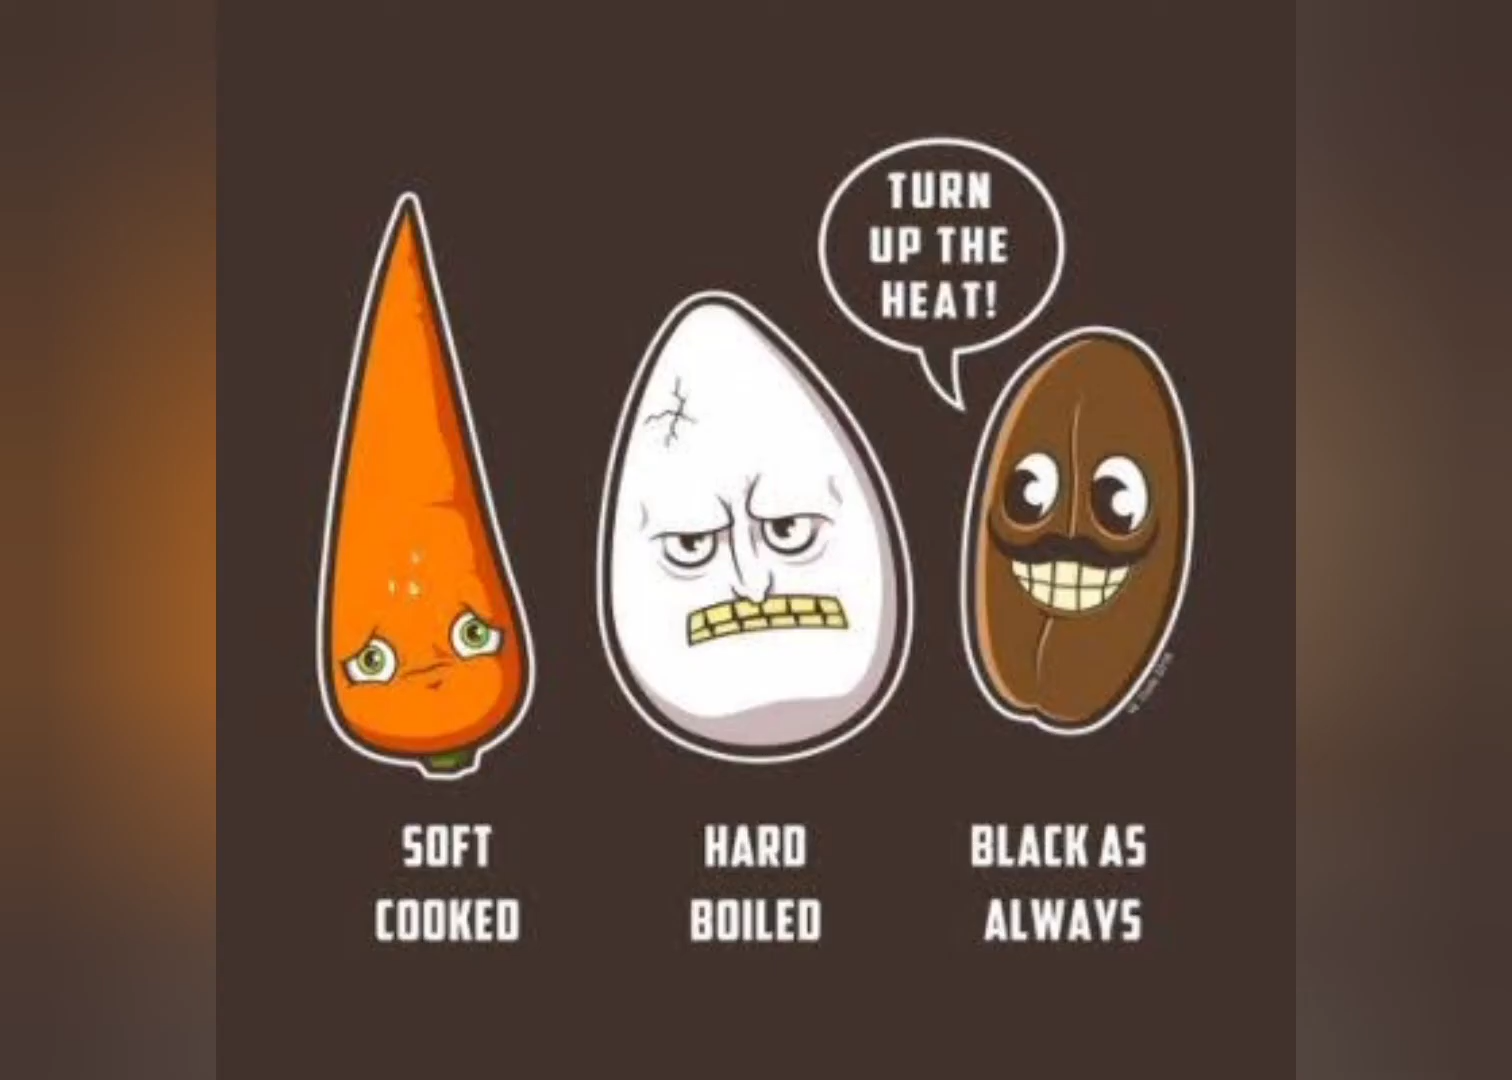 TURN
UP THE
HEAT!
SOFT
COOKED
HARD
BOILED
BLACK AS
ALWAYS